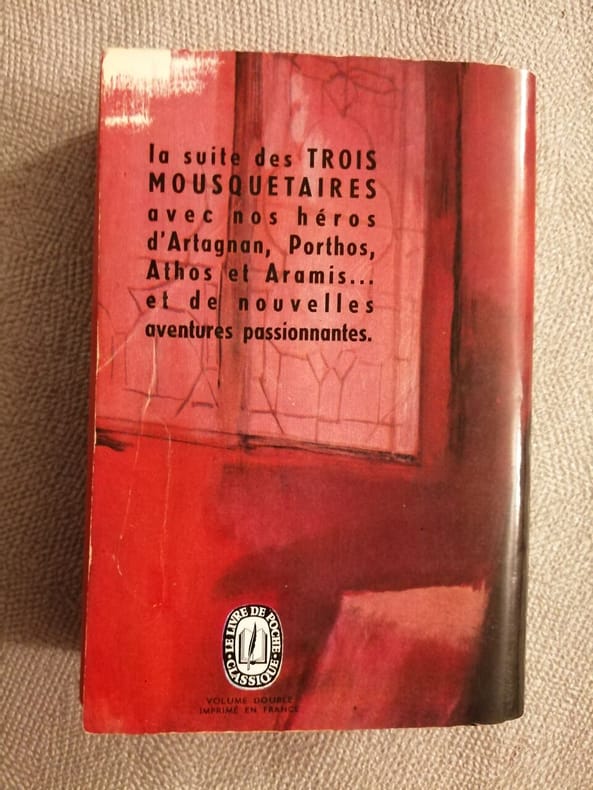 la suite des TROIS
MOUSQUETAIRES
avec nos héros
d'Artagnan, Porthos,
Athos et Aramis...
et de nouvelles
aventures passionnantes.
LE LIVRE DE POCHE
CLASSIQUE
VOLUME DOUBLE
IMPRIMÉ EN FRANCE